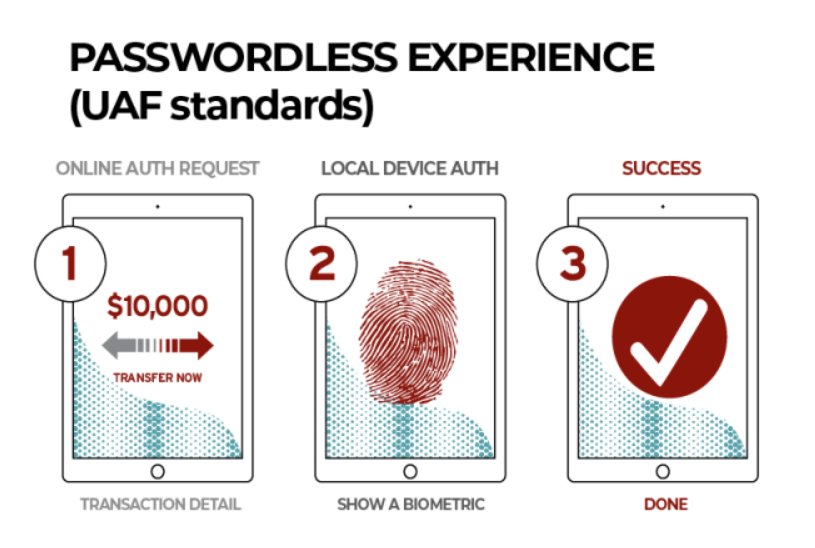 PASSWORDLESS EXPERIENCE
(UAF standards)
ONLINE AUTH REQUEST
LOCAL DEVICE AUTH
SUCCESS
1
2
3
$10,000
TRANSFER NOW
TRANSACTION DETAIL
SHOW A BIOMETRIC
DONE